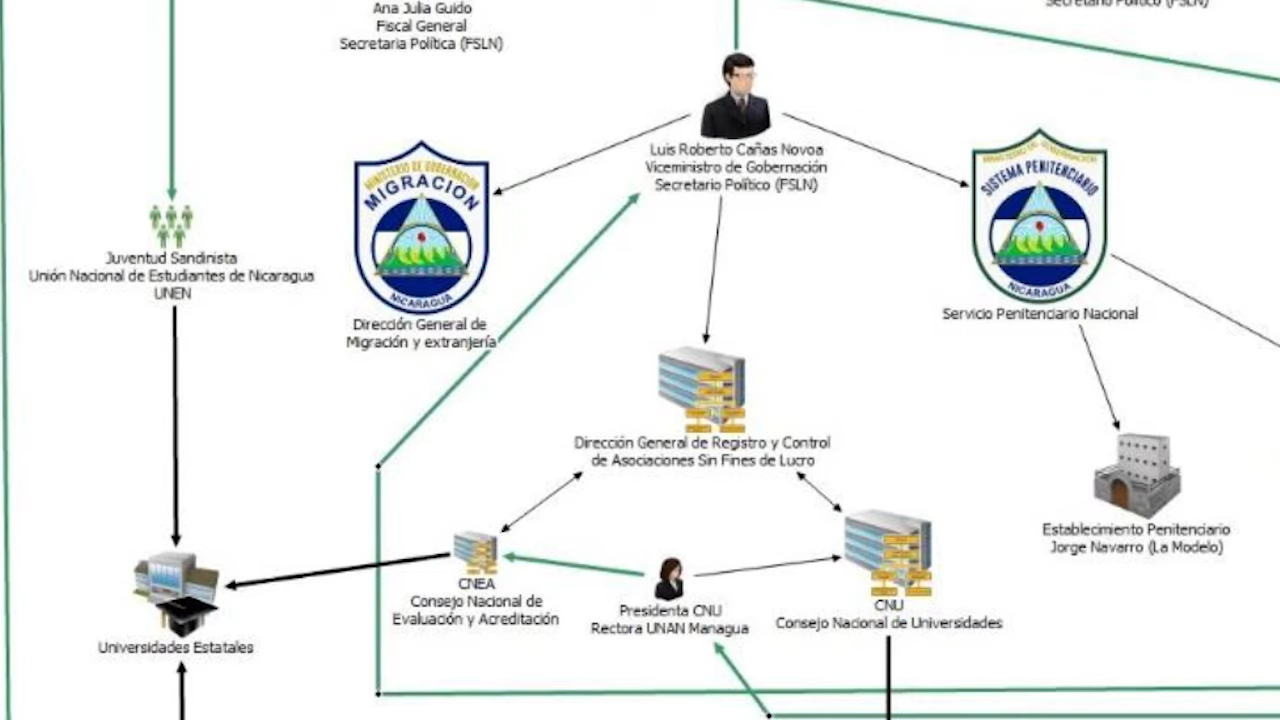 Ana Julia Guido
Fiscal General
Secretaria Política (FSLN)
Secretario Político (FSLN)
Luis Roberto Cañas Novoa
Viceministro de Gobernación
Secretario Político (FSLN)
MINISTERIO DE GOBERNACION
MIGRACION
NICARAGUA
Dirección General de
Migración y extranjería
MINISTERIO DE GOBERNACION
SISTEMA PENITENCIARIO
NICARAGUA
Servicio Penitenciario Nacional
Juventud Sandinista
Unión Nacional de Estudiantes de Nicaragua
UNEN
Dirección General de Registro y Control
de Asociaciones Sin Fines de Lucro
Establecimiento Penitenciario
Jorge Navarro (La Modelo)
CNEA
Consejo Nacional de
Evaluación y Acreditación
Presidenta CNU
Rectora UNAN Managua
CNU
Consejo Nacional de Universidades
Universidades Estatales